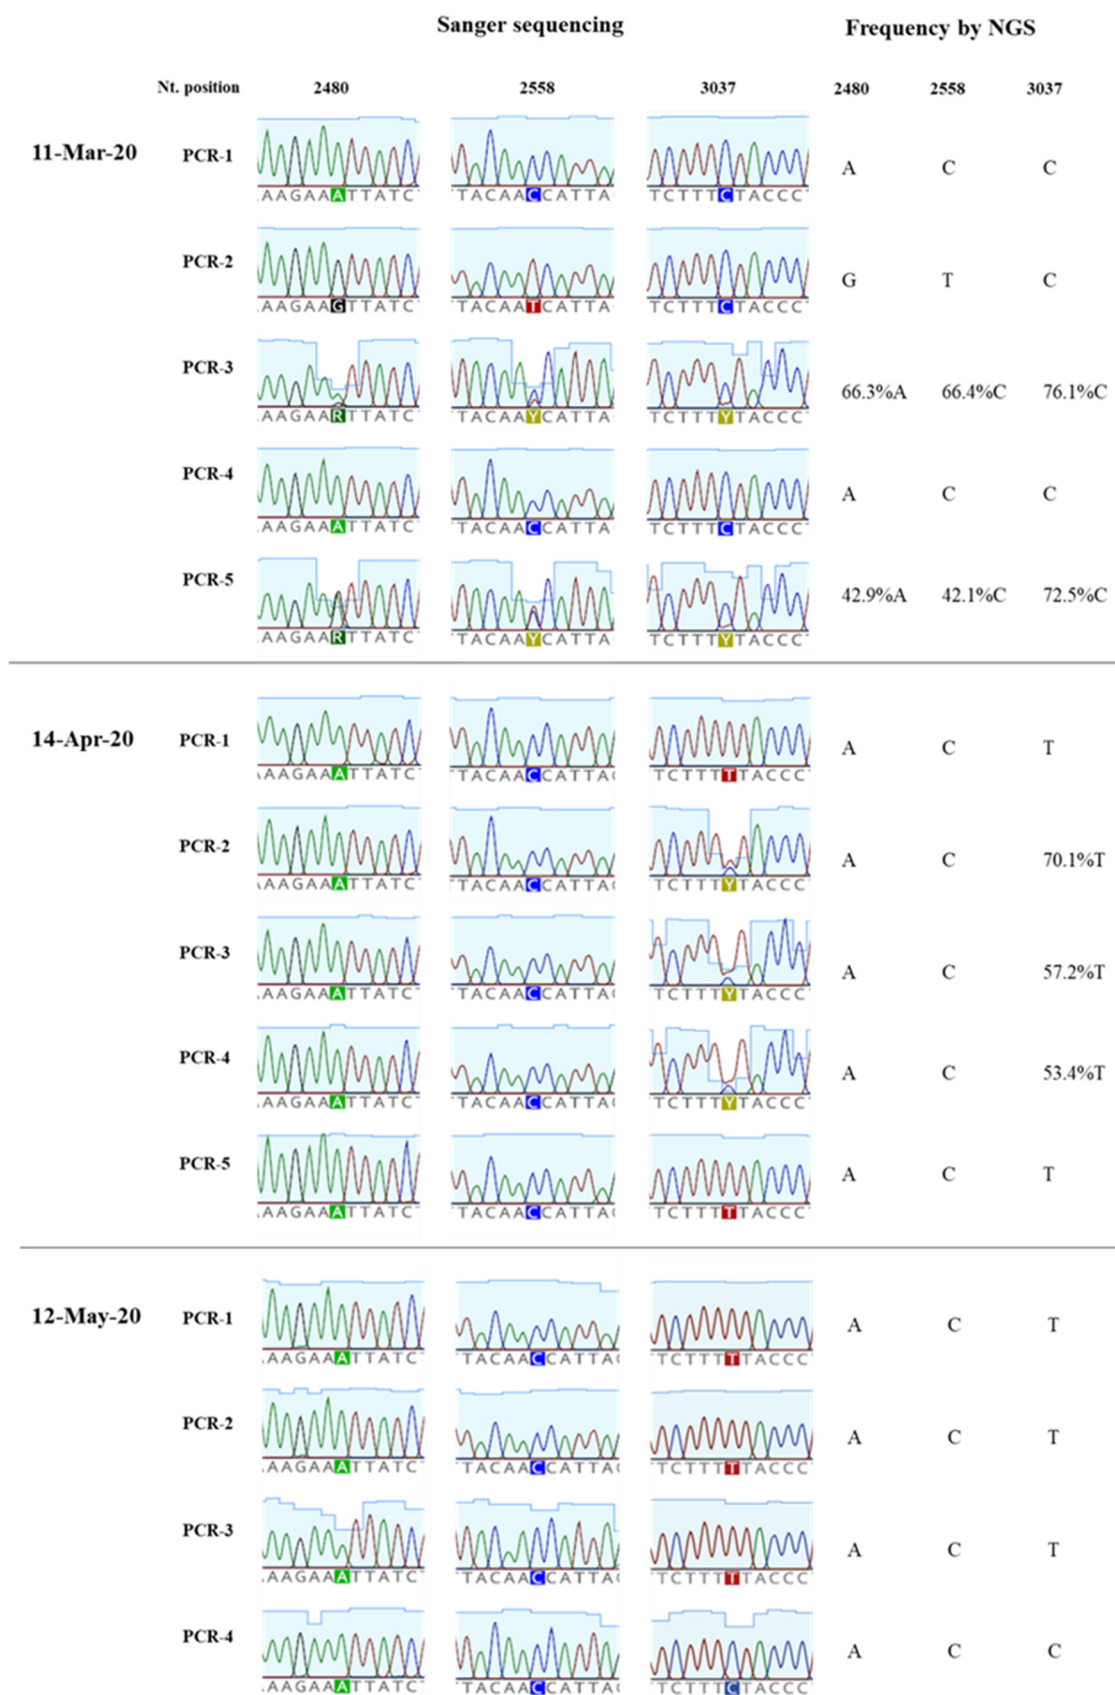 Sanger sequencing Frequency by NGS
Nt. position 2480 2558 3037 2480 2558 3037
11-Mar-20 PCR-1 A C C
AAGAAATTATC TACAACCATTA TCTTTCTACCC
PCR-2 G T C
AAGAAGTTATC TACAATCATTA TCTTTCTACCC
PCR-3 66.3%A 66.4%C 76.1%C
AAGAARTTATC TACAAYCATTA TCTTTYTACCC
PCR-4 A C C
AAGAAATTATC TACAACCATTA TCTTTCTACCC
PCR-5 42.9%A 42.1%C 72.5%C
AAGAARTTATC TACAAYCATTA TCTTTYTACCC
14-Apr-20 PCR-1 A C T
AAGAAATTATC TACAACCATTA TCTTTTTACCC
PCR-2 A C 70.1%T
AAGAAATTATC TACAACCATTA TCTTTYTACCC
PCR-3 A C 57.2%T
AAGAAATTATC TACAACCATTA TCTTTYTACCC
PCR-4 A C 53.4%T
AAGAAATTATC TACAACCATTA TCTTTYTACCC
PCR-5 A C T
AAGAAATTATC TACAACCATTA TCTTTTTACCC
12-May-20 PCR-1 A C T
AAGAAATTATC TACAACCATTA TCTTTTTACCC
PCR-2 A C T
AAGAAATTATC TACAACCATTA TCTTTTTACCC
PCR-3 A C T
AAGAAATTATC TACAACCATTA TCTTTTTACCC
PCR-4 A C C
AAGAAATTATC TACAACCATTA TCTTTCTACCC